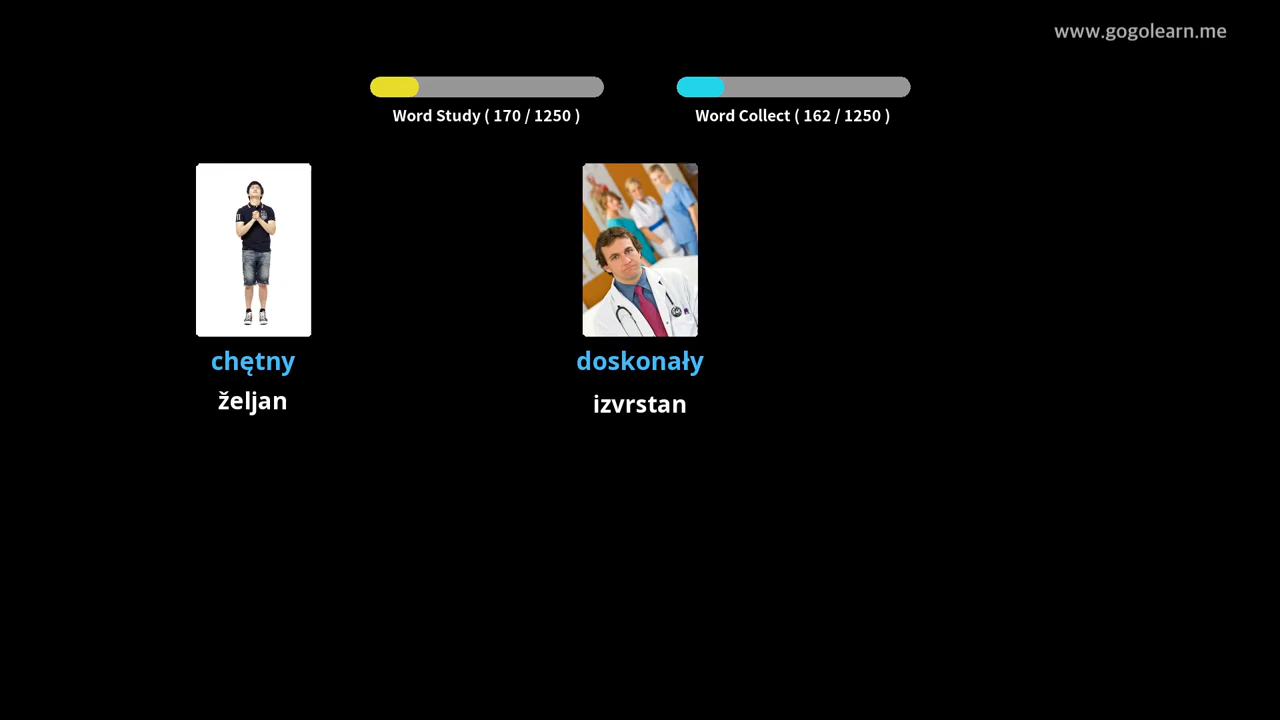 www.gogolearn.me
Word Study ( 170 / 1250 )
Word Collect ( 162 / 1250 )
chętny
doskonały
željan
izvrstan